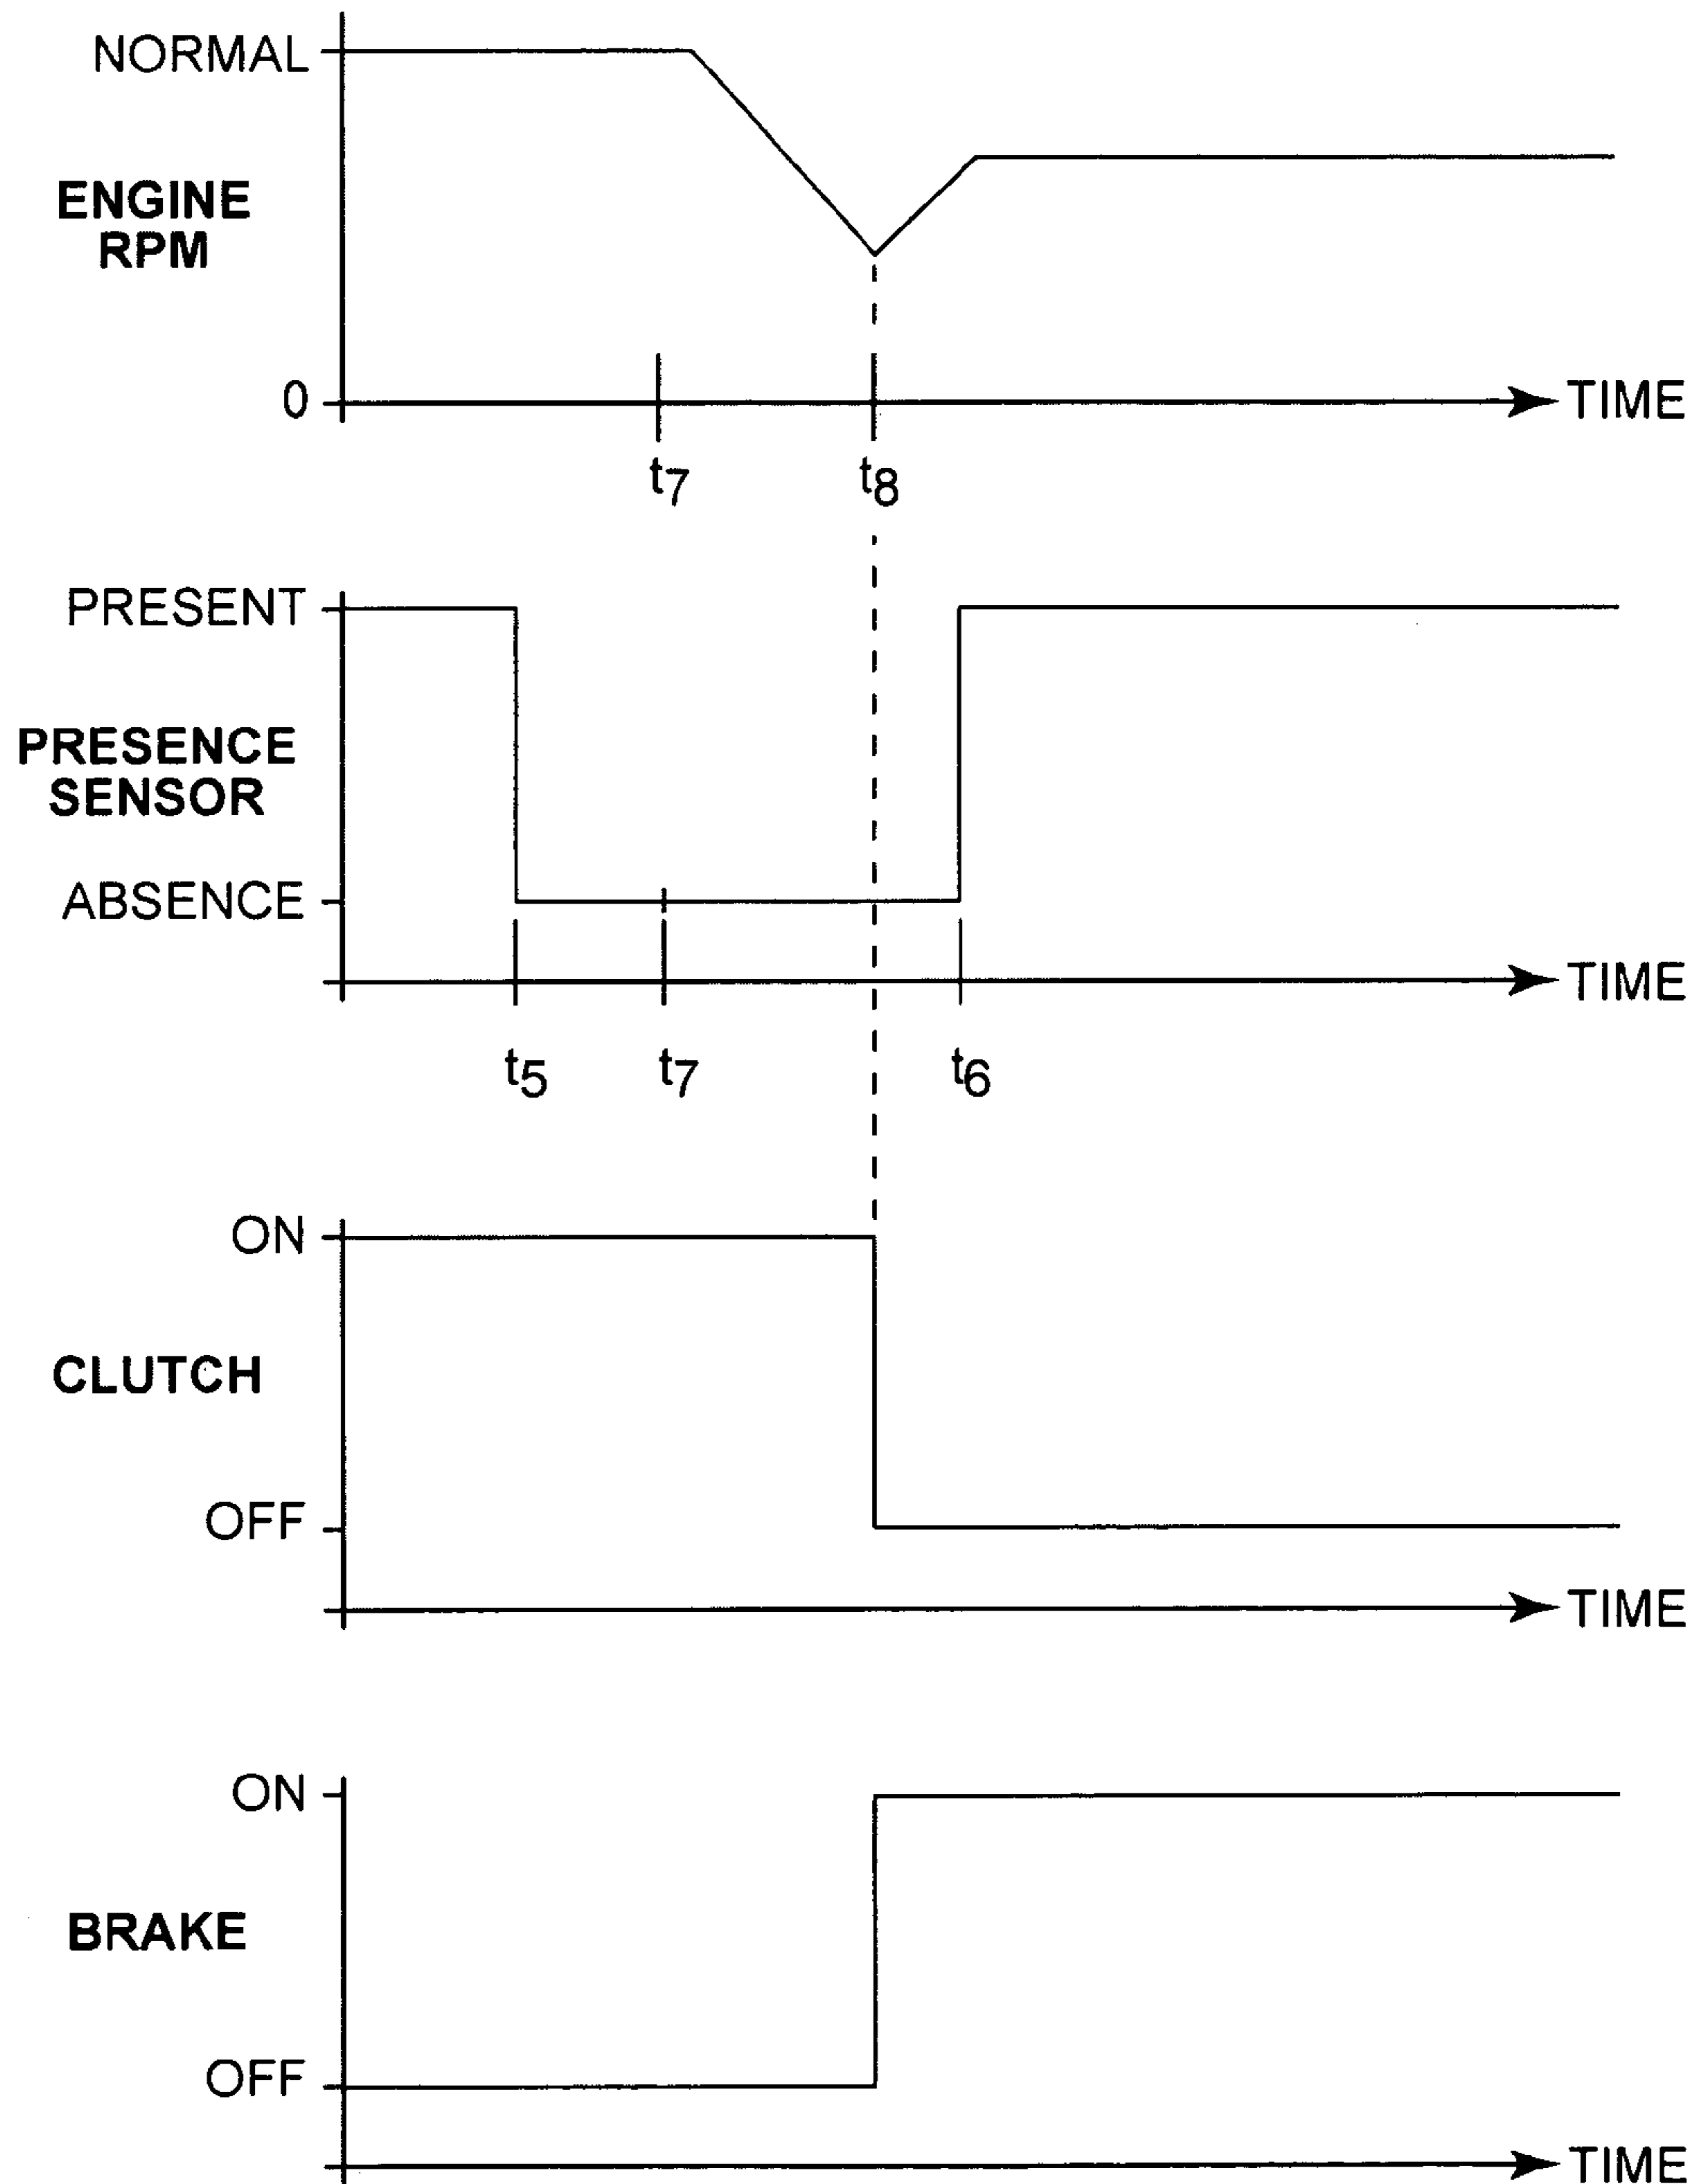 NORMAL
ENGINE
RPM
0
TIME
t7
t8
PRESENT
PRESENCE
SENSOR
ABSENCE
TIME
t5
t7
t6
ON
CLUTCH
OFF
TIME
ON
BRAKE
OFF
TIME